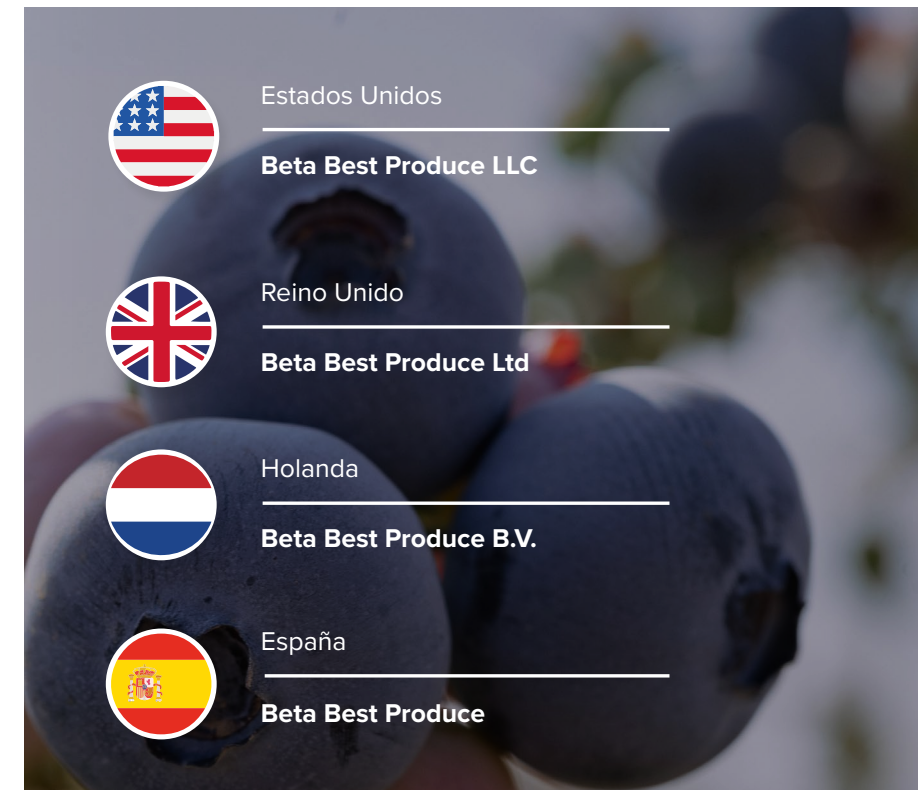 Estados Unidos
Beta Best Produce LLC
Reino Unido
Beta Best Produce Ltd
Holanda
Beta Best Produce B.V.
España
Beta Best Produce